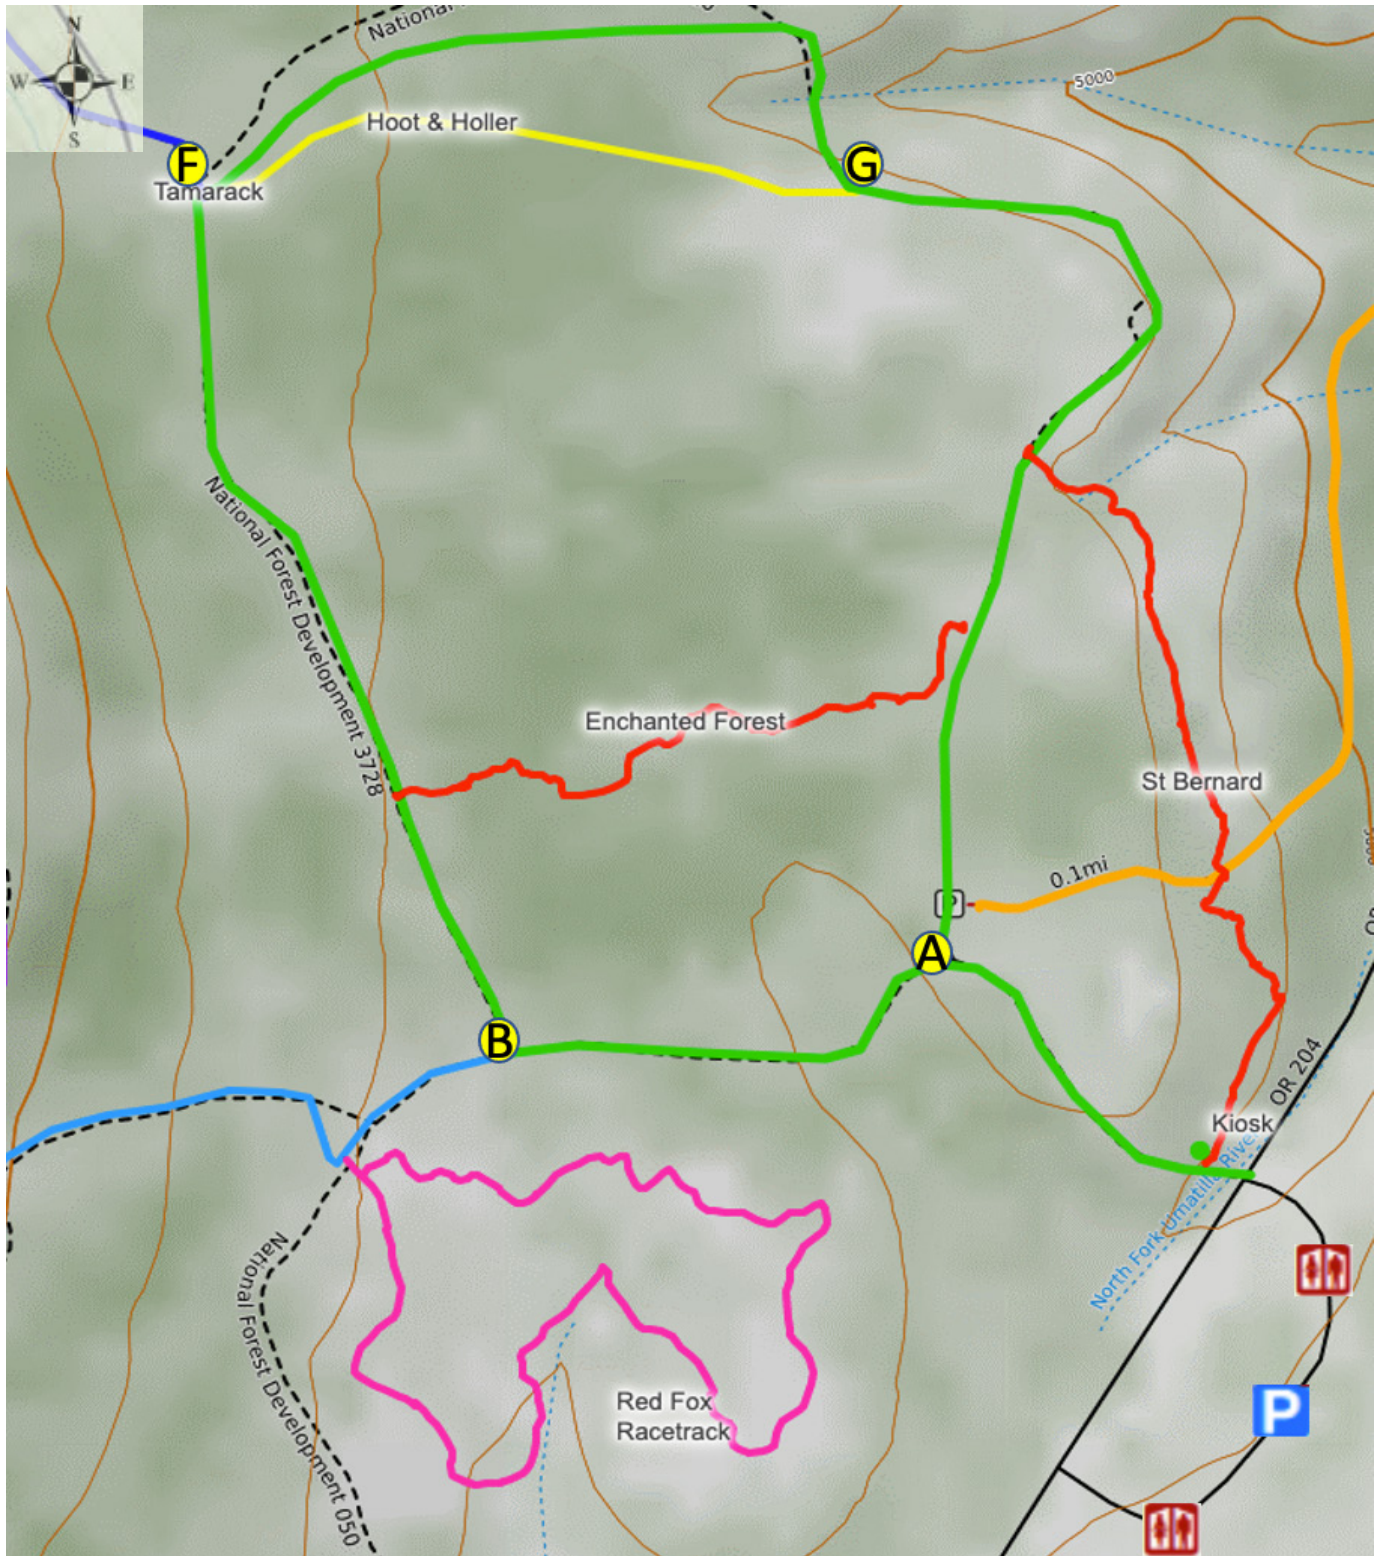 N
W E
S
National
F
Tamarack
Hoot & Holler
G
5000
National Forest Development 3728
Enchanted Forest
St Bernard
0.1mi
P
A
B
OR 204
Kiosk
North Fork Umatilla River
National Forest Development 050
Red Fox
Racetrack
P